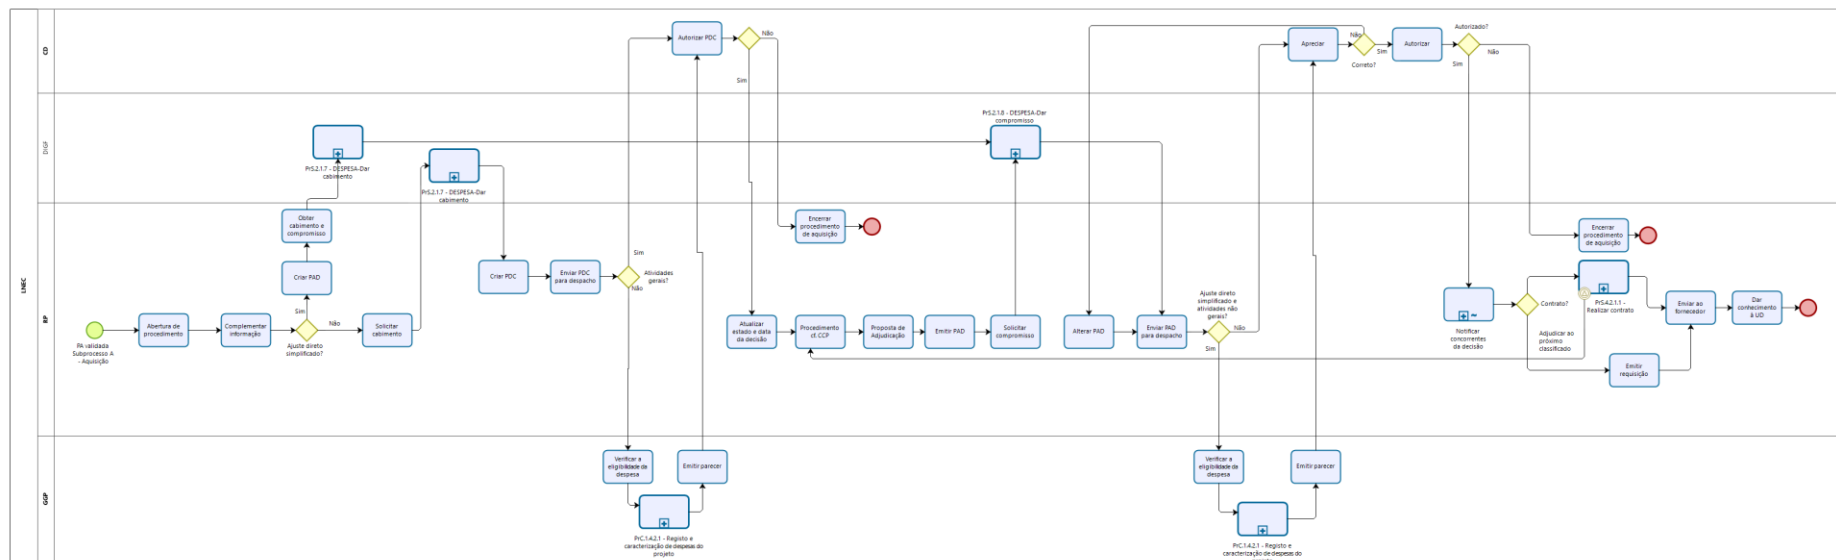 LNEC
CD
DIGF
RP
GGP
PA validada
Subprocesso A
- Aquisição
Abertura de
procedimento
Complementar
informação
Ajuste direto
simplificado?
Sim
Não
Criar PAD
Obter
cabimento e
compromisso
PrS.2.1.7 - DESPESA-Dar
cabimento
Solicitar
cabimento
PrS.2.1.7 - DESPESA-Dar
cabimento
Criar PDC
Enviar PDC
para despacho
Atividades
gerais?
Sim
Não
Verificar a
elegibilidade da
despesa
PrC.1.4.2.1 - Registo e
caracterização de despesas do
projeto
Emitir parecer
Autorizar PDC
Não
Sim
Encerrar
procedimento
de aquisição
Atualizar
estado e data
da decisão
Procedimento
cf. CCP
Proposta de
Adjudicação
Emitir PAD
Solicitar
compromisso
PrS.2.1.8 - DESPESA-Dar
compromisso
Alterar PAD
Enviar PAD
para despacho
Ajuste direto
simplificado e
atividades não
gerais?
Não
Sim
Verificar a
elegibilidade da
despesa
PrC.1.4.2.1 - Registo e
caracterização de despesas do
Emitir parecer
Apreciar
Não
Sim
Correto?
Autorizar
Autorizado?
Não
Sim
Encerrar
procedimento
de aquisição
Notificar
concorrentes
da decisão
Contrato?
PrS.4.2.1.1 -
Realizar contrato
Adjudicar ao
próximo
classificado
Emitir
requisição
Enviar ao
fornecedor
Dar
conhecimento
à UO